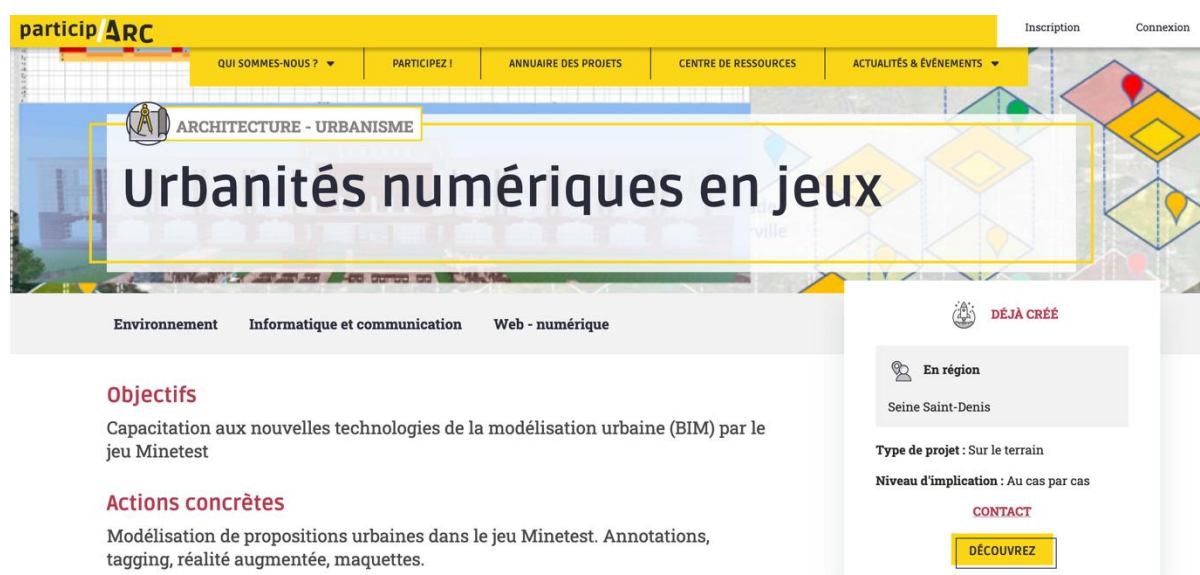 particip/ARC
Inscription
Connexion
QUI SOMMES-NOUS ?
PARTICIPEZ !
ANNUAIRE DES PROJETS
CENTRE DE RESSOURCES
ACTUALITÉS & ÉVÉNEMENTS
ARCHITECTURE - URBANISME
Urbanités numériques en jeux
Environnement
Informatique et communication
Web - numérique
DÉJÀ CRÉÉ
En région
Seine Saint-Denis
Type de projet : Sur le terrain
Niveau d'implication : Au cas par cas
CONTACT
DÉCOUVREZ
Objectifs
Capacitation aux nouvelles technologies de la modélisation urbaine (BIM) par le
jeu Minetest
Actions concrètes
Modélisation de propositions urbaines dans le jeu Minetest. Annotations,
tagging, réalité augmentée, maquettes.